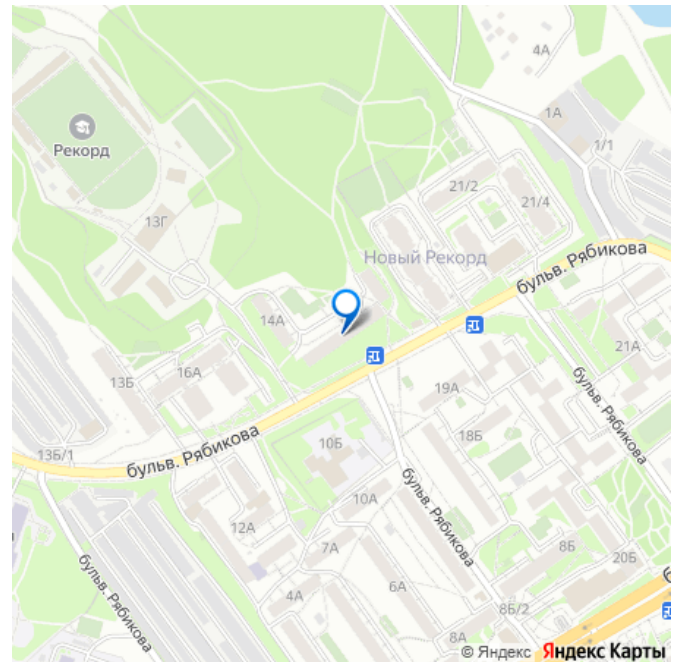 4А
1А
1/1
Рекорд
21/2
21/4
13Г
Новый Рекорд
бульв. Рябикова
14А
21А
16А
13Б
19А
бульв. Рябикова
18Б
10Б
бульв. Рябикова
13Б/1
бульв. Рябикова
10А
12А
7А
8Б
20Б
бульв. Рябикова
4А
6А
8Б/2
8А
© Яндекс Яндекс Карты